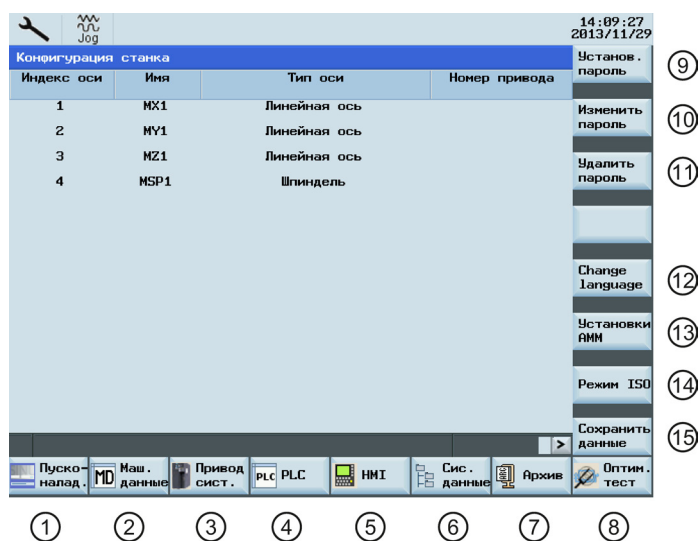 Jog
14:09:27
2013/11/29
Конфигурация станка
Индекс оси Имя Тип оси Номер привода
1 MX1 Линейная ось
2 MY1 Линейная ось
3 MZ1 Линейная ось
4 MSP1 Шпиндель
Установ.
пароль
9
Изменить
пароль
10
Удалить
пароль
11
Change
language
12
Установки
АММ
13
Режим ISO
14
Сохранить
данные
15
>
Пуско-
налад.
MD Маш.
данные
Привод
сист.
PLC PLC
HMI
Сис.
данные
Архив
Оптим.
тест
1 2 3 4 5 6 7 8